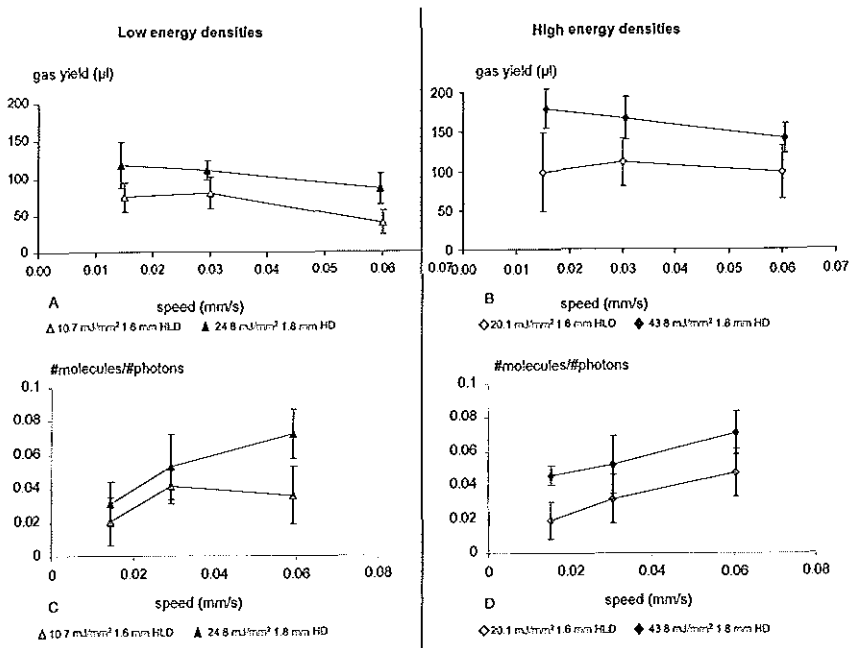 Low energy densities
High energy densities
gas yield (µl)
gas yield (µl)
200
150
100
50
0
0.00 0.01 0.02 0.03 0.04 0.05 0.06 0.07
200
150
100
50
0
0.00 0.01 0.02 0.03 0.04 0.05 0.06 0.07
A
speed (mm/s)
B
speed (mm/s)
10.7 mJ/mm² 1.6 mm HLD 24.8 mJ/mm² 1.8 mm HD
20.1 mJ/mm² 1.6 mm HLD 43.8 mJ/mm² 1.8 mm HD
#molecules/#photons
#molecules/#photons
0.1
0.08
0.06
0.04
0.02
0
0.02 0.04 0.06 0.08
0.1
0.08
0.06
0.04
0.02
0
0 0.02 0.04 0.06 0.08
C
speed (mm/s)
D
speed (mm/s)
10.7 mJ/mm² 1.6 mm HLD 24.8 mJ/mm² 1.8 mm HD
20.1 mJ/mm² 1.6 mm HLD 43.8 mJ/mm² 1.8 mm HD